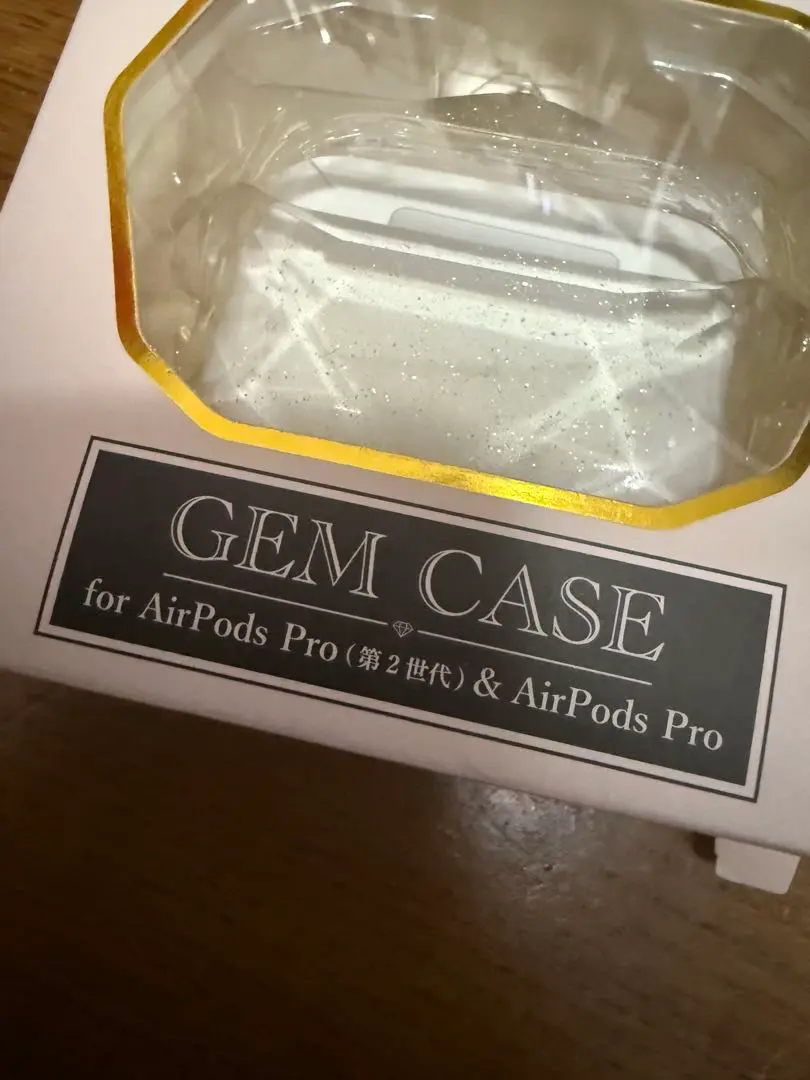 GEM CASE
for AirPods Pro (第2世代) & AirPods Pro